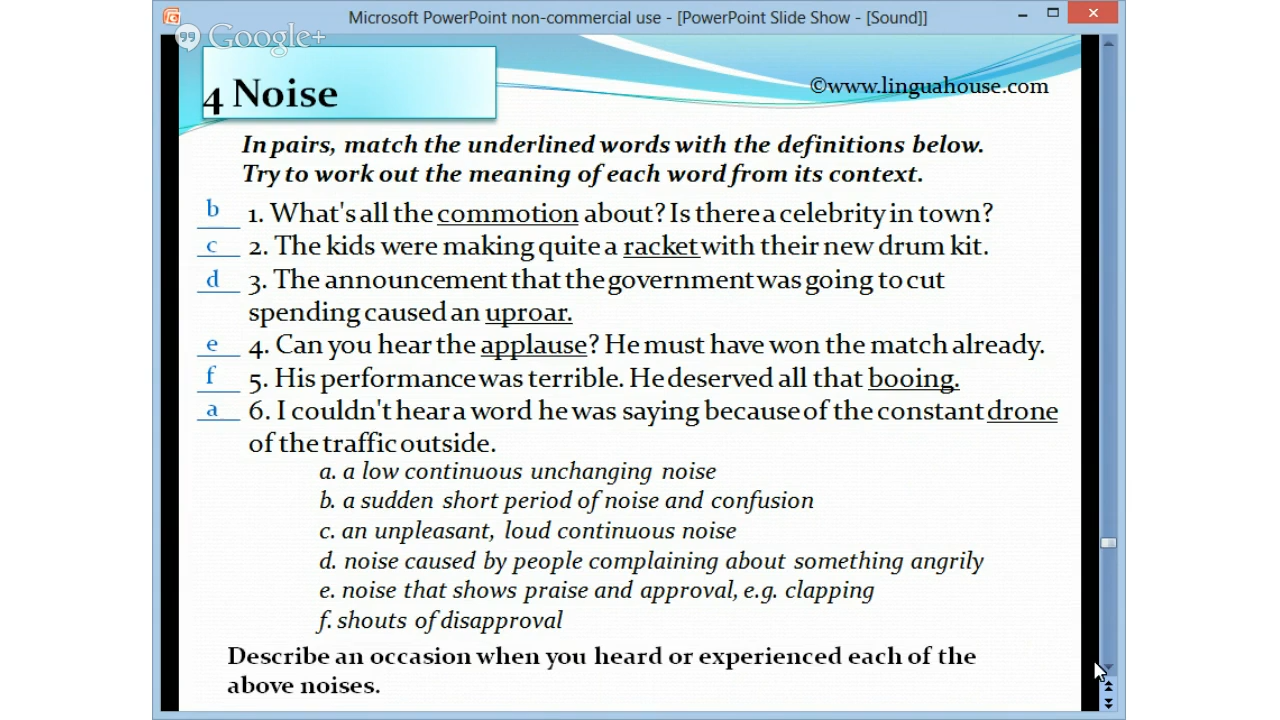 Microsoft PowerPoint non-commercial use - [PowerPoint Slide Show - [Sound]]
Google+
4 Noise
©www.linguahouse.com
In pairs, match the underlined words with the definitions below.
Try to work out the meaning of each word from its context.
b 1. What's all the commotion about? Is there a celebrity in town?
c 2. The kids were making quite a racket with their new drum kit.
d 3. The announcement that the government was going to cut
spending caused an uproar.
e 4. Can you hear the applause? He must have won the match already.
f 5. His performance was terrible. He deserved all that booing.
a 6. I couldn't hear a word he was saying because of the constant drone
of the traffic outside.
a. a low continuous unchanging noise
b. a sudden short period of noise and confusion
c. an unpleasant, loud continuous noise
d. noise caused by people complaining about something angrily
e. noise that shows praise and approval, e.g. clapping
f. shouts of disapproval
Describe an occasion when you heard or experienced each of the
above noises.